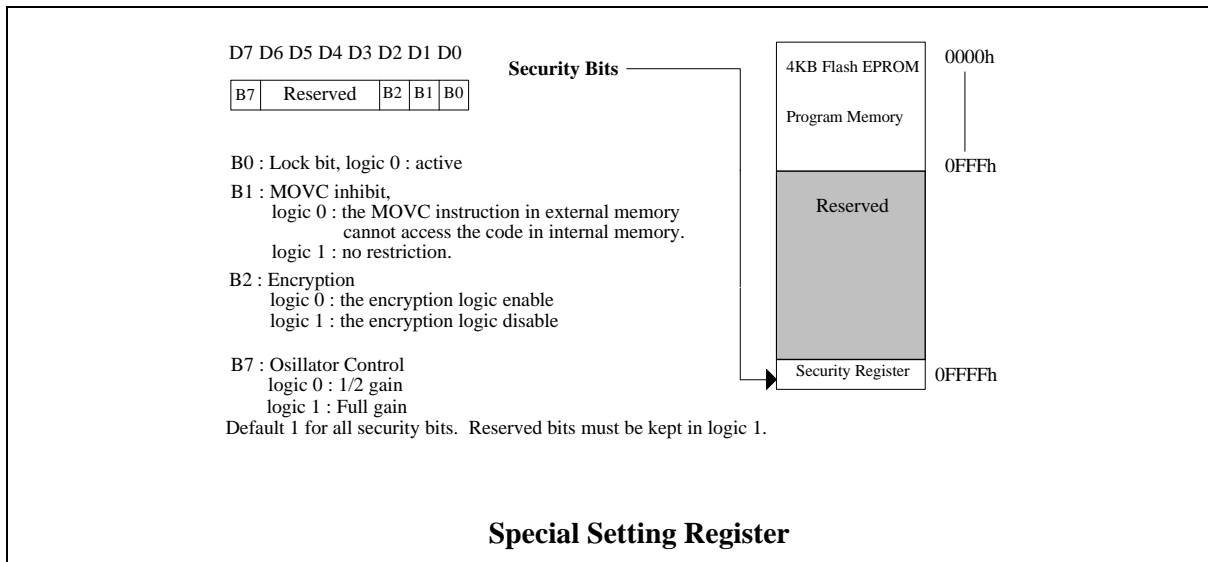 D7 D6 D5 D4 D3 D2 D1 D0
B7 Reserved B2 B1 B0
Security Bits
4KB Flash EPROM
Program Memory
0000h
0FFFh
Reserved
Security Register
0FFFFh
B0 : Lock bit, logic 0 : active
B1 : MOVC inhibit,
logic 0 : the MOVC instruction in external memory
cannot access the code in internal memory.
logic 1 : no restriction.
B2 : Encryption
logic 0 : the encryption logic enable
logic 1 : the encryption logic disable
B7 : Osillator Control
logic 0 : 1/2 gain
logic 1 : Full gain
Default 1 for all security bits. Reserved bits must be kept in logic 1.
Special Setting Register